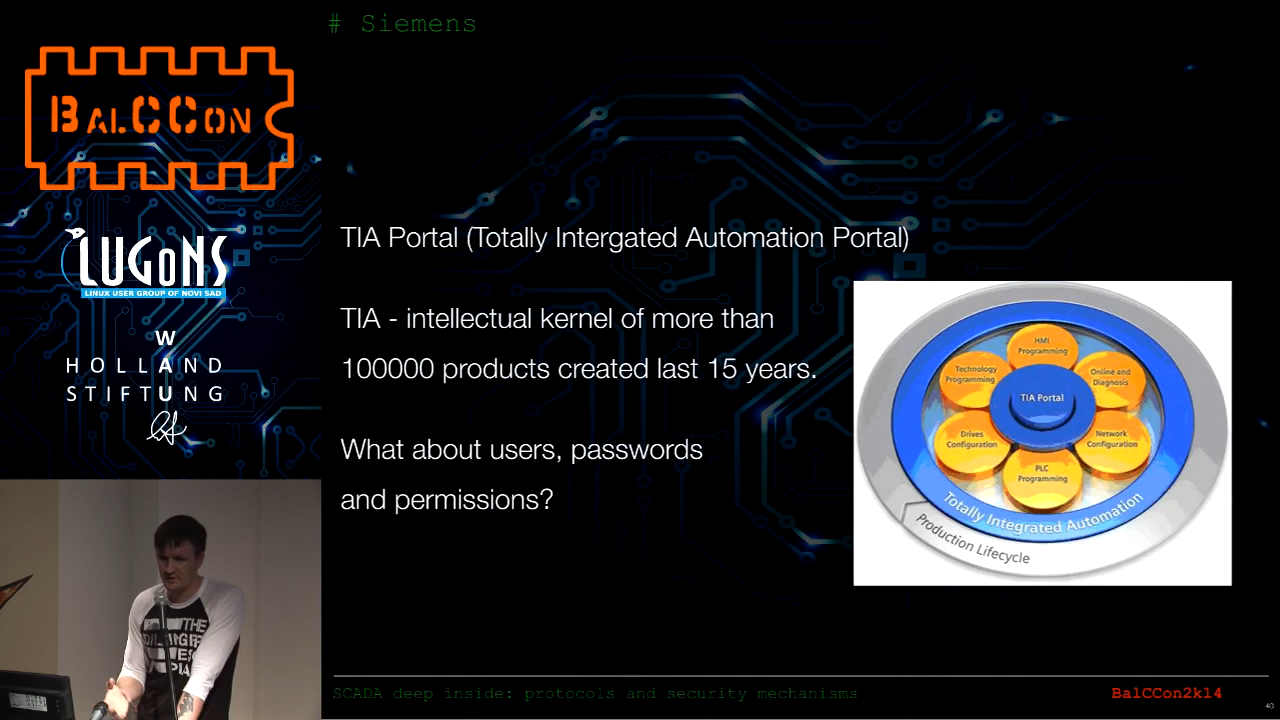 # Siemens
BALCCON
LUGONS
LINUX USER GROUP OF NOVI SAD
W
HOLLAND
U
STIFTUNG
TIA Portal (Totally Intergated Automation Portal)
TIA - intellectual kernel of more than
100000 products created last 15 years.
What about users, passwords
and permissions?
HMI
Programming
Technology
Programming
Online and
Diagnosis
TIA Portal
Drives
Configuration
Network
Configuration
PLC
Programming
Totally Integrated Automation
Production Lifecycle
THE
SCADA deep inside: protocols and security mechanisms
BalCCon2k14
40